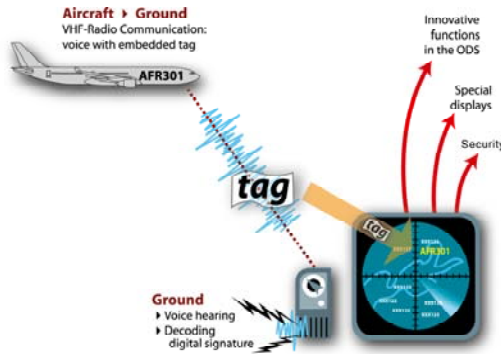 Aircraft ▸ Ground
VHF-Radio Communication:
voice with embedded tag
AFR301
Innovative
functions
in the ODS
Special
displays
Security
tag
tag
AFR301
Ground
▸ Voice hearing
▸ Decoding
digital signature